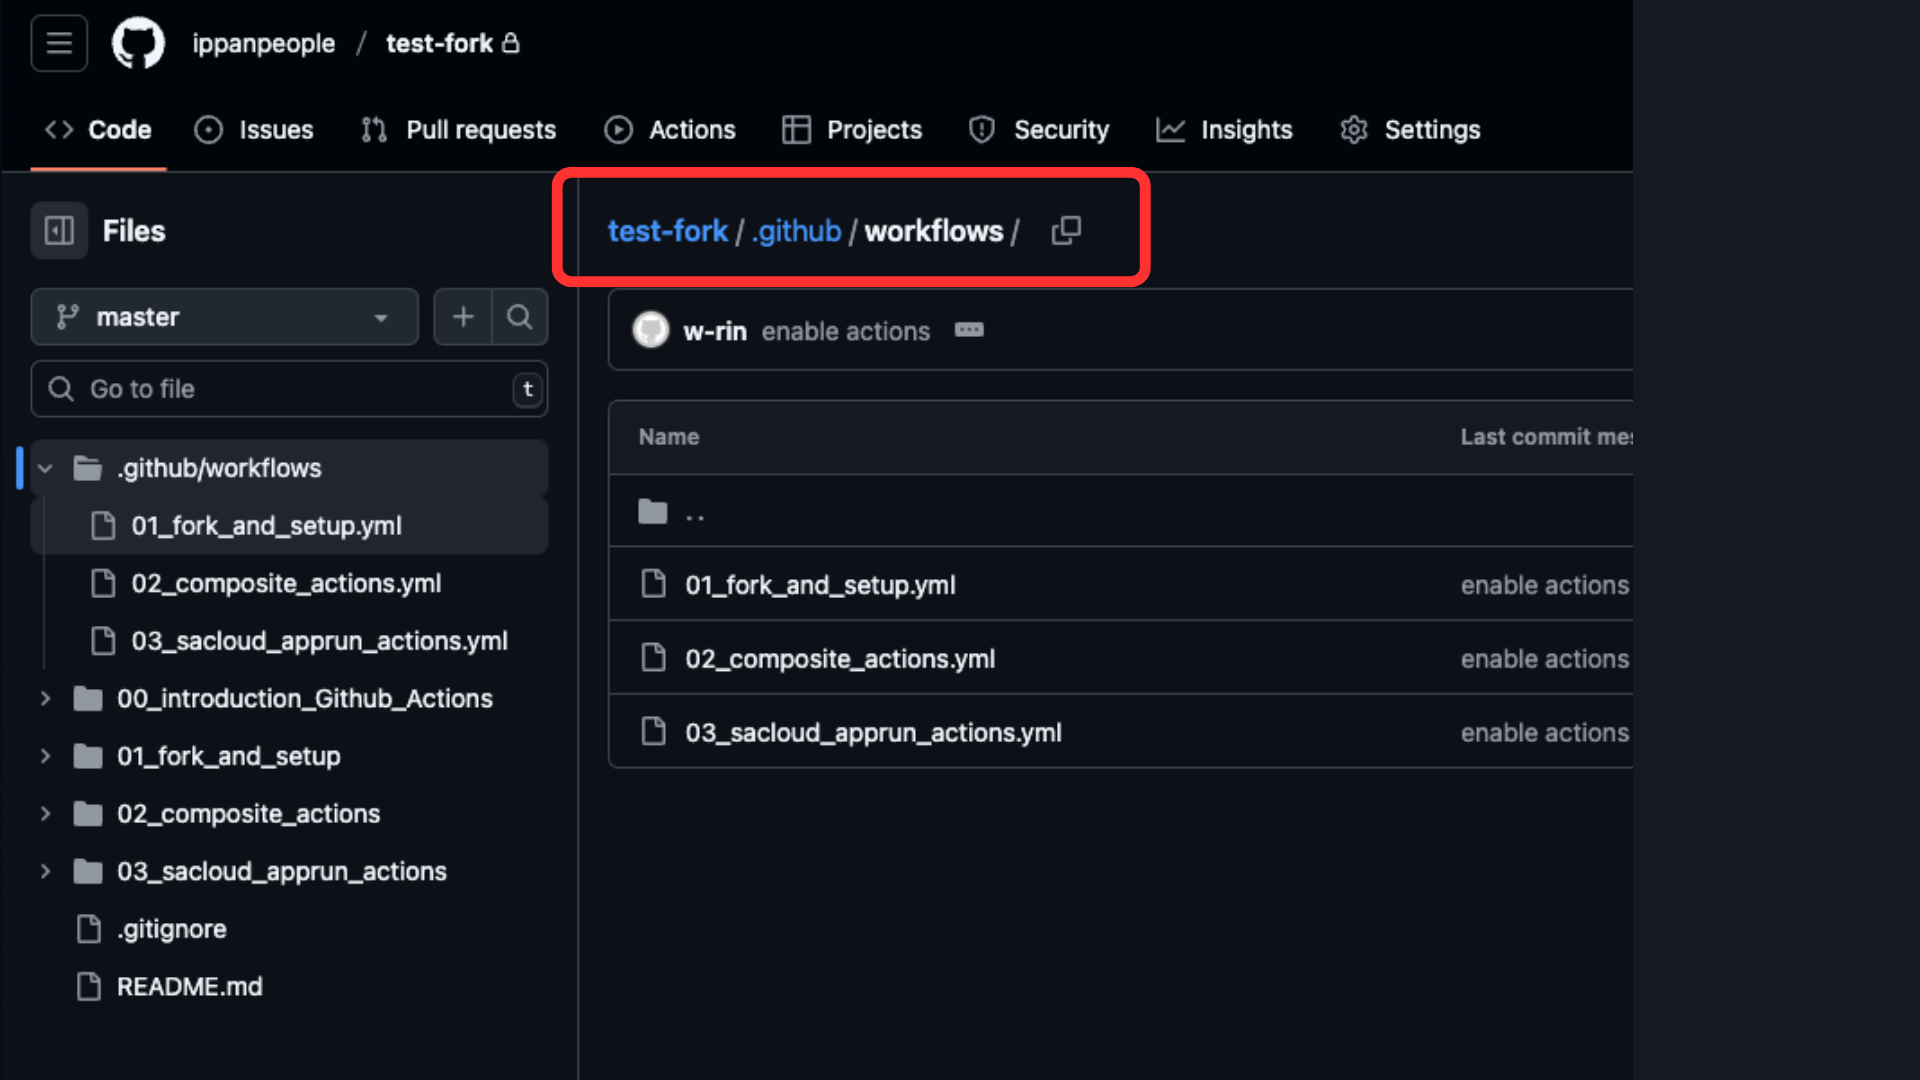 ippanpeople / test-fork
Code Issues Pull requests Actions Projects Security Insights Settings
Files
master
Go to file t
.github/workflows
01_fork_and_setup.yml
02_composite_actions.yml
03_sacloud_apprun_actions.yml
00_introduction_Github_Actions
01_fork_and_setup
02_composite_actions
03_sacloud_apprun_actions
.gitignore
README.md
test-fork / .github / workflows /
w-rin enable actions
Name Last commit mes
..
01_fork_and_setup.yml enable actions
02_composite_actions.yml enable actions
03_sacloud_apprun_actions.yml enable actions